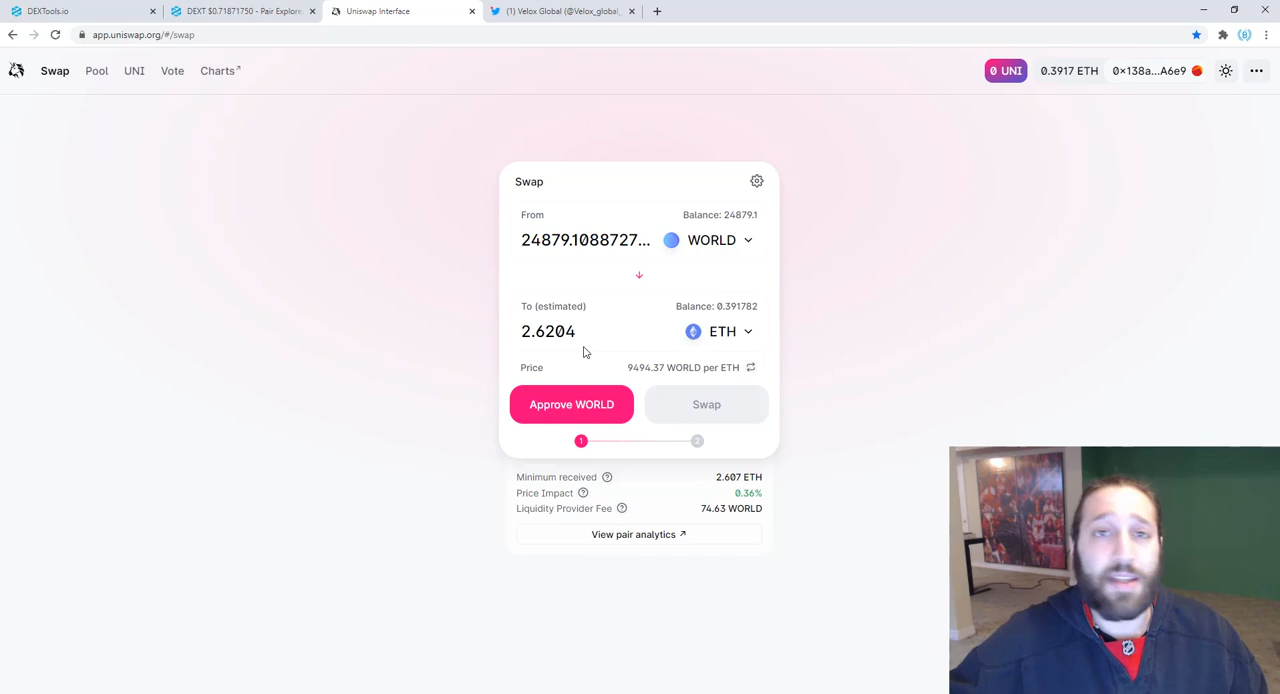 DEXTools.io
DEXT $0.71871750 - Pair Explore
Uniswap Interface
(1) Velox Global (@Velox_global_
app.uniswap.org/#/swap
Swap
Pool
UNI
Vote
Charts↗
0 UNI
0.3917 ETH
0×138a...A6e9
Swap
From
Balance: 24879.1
24879.1088727...
WORLD
To (estimated)
Balance: 0.391782
2.6204
ETH
Price
9494.37 WORLD per ETH
Approve WORLD
Swap
1
2
Minimum received
2.607 ETH
Price Impact
0.36%
Liquidity Provider Fee
74.63 WORLD
View pair analytics ↗